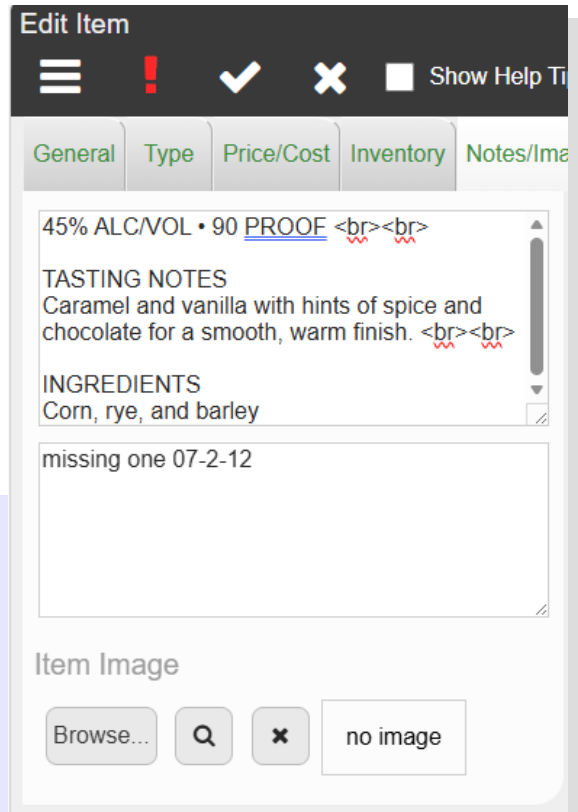 Edit Item
Show Help
General Type Price/Cost Inventory Notes/Ima
45% ALC/VOL • 90 PROOF <br><br>
TASTING NOTES
Caramel and vanilla with hints of spice and
chocolate for a smooth, warm finish. <br><br>
INGREDIENTS
Corn, rye, and barley
missing one 07-2-12
Item Image
Browse... no image